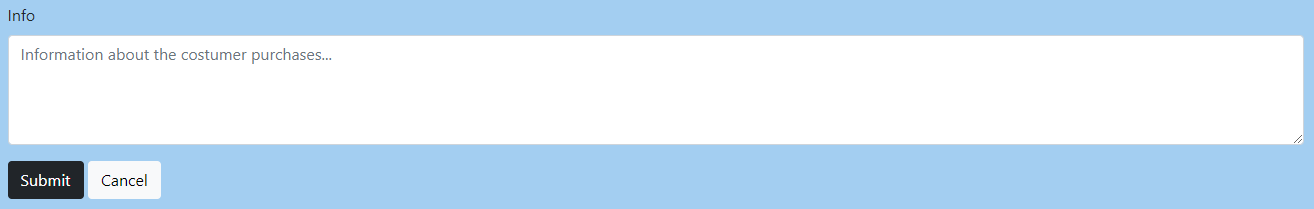 Info
Information about the costumer purchases...
Submit Cancel